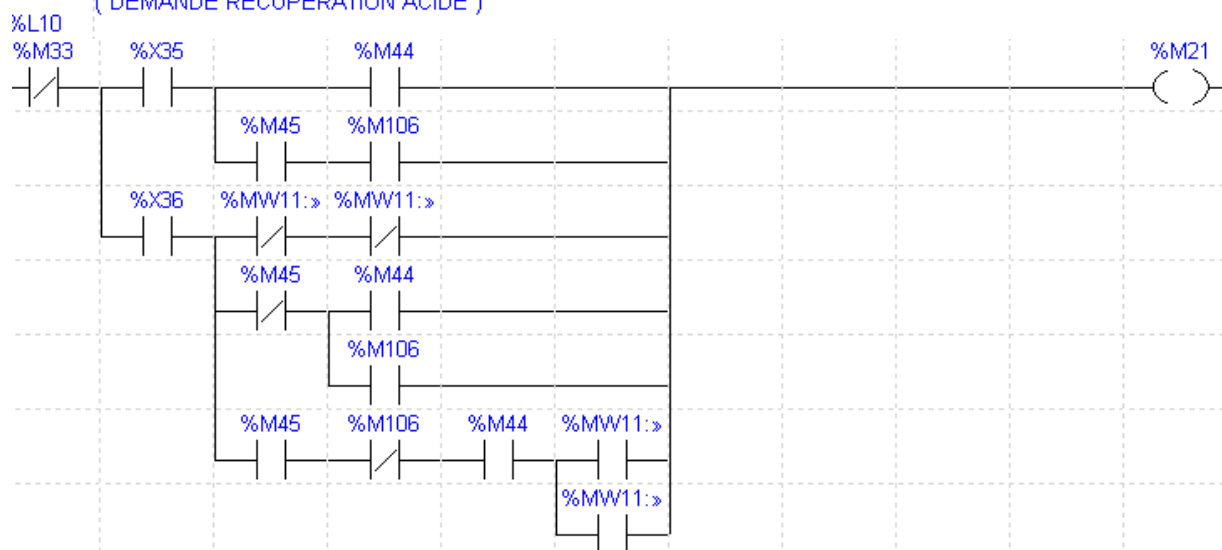 ( DEMANDE RECUPERATION ACIDE )
%L10
%M33 %X35 %M44 %M21
%M45 %M106
%X36 %MW11:» %MW11:»
%M45 %M44
%M106
%M45 %M106 %M44 %MW11:»
%MW11:»